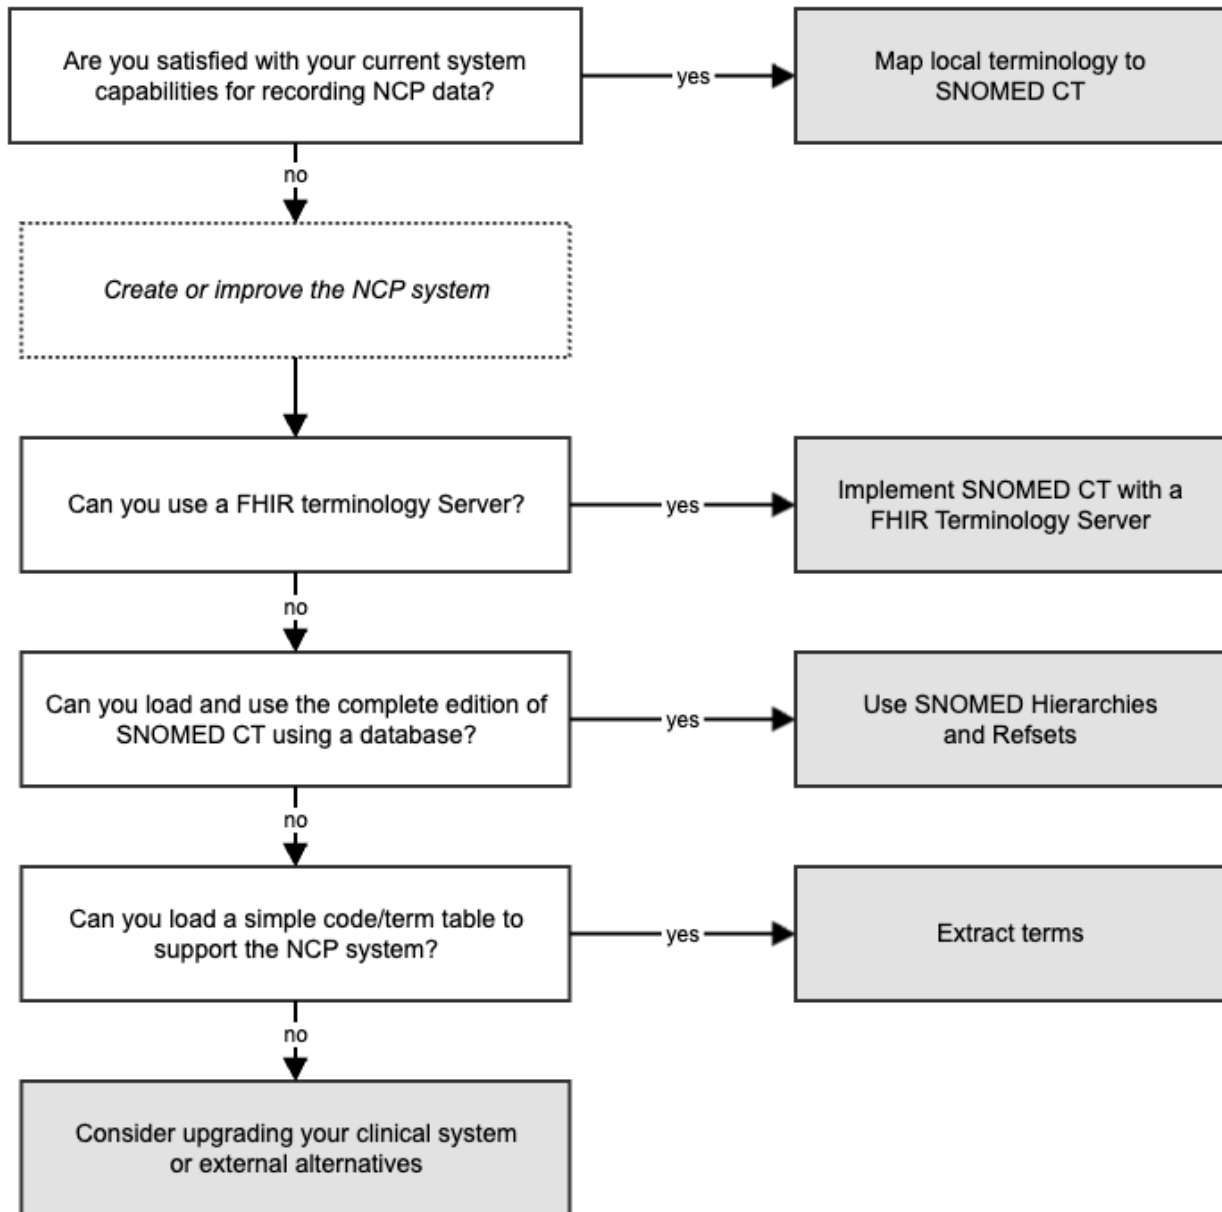 Are you satisfied with your current system
capabilities for recording NCP data?
yes
Map local terminology to
SNOMED CT
no
Create or improve the NCP system
Can you use a FHIR terminology Server?
yes
Implement SNOMED CT with a
FHIR Terminology Server
no
Can you load and use the complete edition of
SNOMED CT using a database?
yes
Use SNOMED Hierarchies
and Refsets
no
Can you load a simple code/term table to
support the NCP system?
yes
Extract terms
no
Consider upgrading your clinical system
or external alternatives